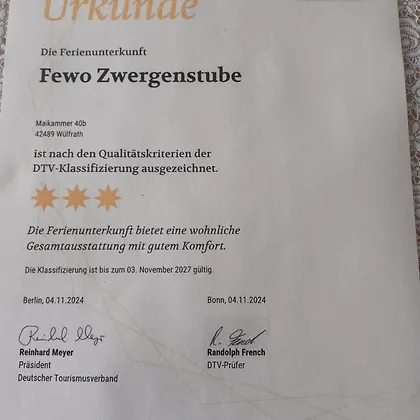 Urkunde
Die Ferienunterkunft
Fewo Zwergenstube
Maikammer 40b
42489 Wülfrath
ist nach den Qualitätskriterien der
DTV-Klassifizierung ausgezeichnet.
Die Ferienunterkunft bietet eine wohnliche
Gesamtausstattung mit gutem Komfort.
Die Klassifizierung ist bis zum 03. November 2027 gültig.
Berlin, 04.11.2024 Bonn, 04.11.2024
Reinhard Meyer Randolph French
Präsident DTV-Prüfer
Deutscher Tourismusverband